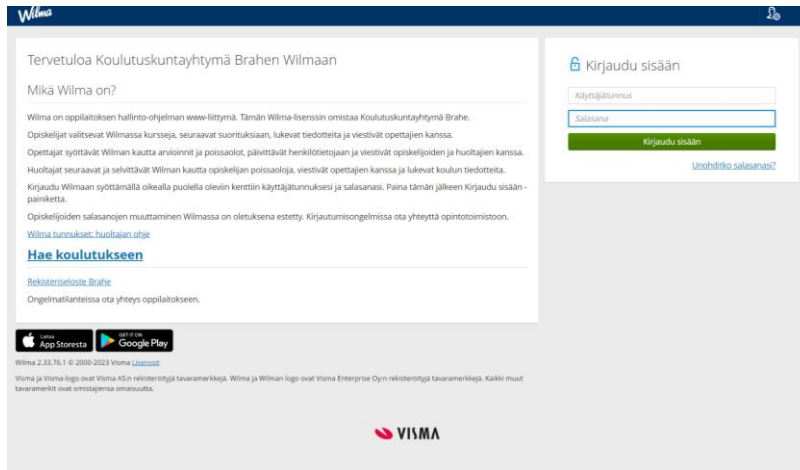 Wilma
Tervetuloa Koulutuskuntayhtymä Brahen Wilmaan
Mikä Wilma on?
Wilma on oppilaitoksen hallinto-ohjelman www-liittymä. Tämän Wilma-lisenssin omistaa Koulutuskuntayhtymä Brahe.
Opiskelijat valitsevat Wilmassa kursseja, seuraavat suorituksiaan, lukevat tiedotteita ja viestivät opettajien kanssa.
Opettajat syöttävät Wilman kautta arvioinnit ja poissaolot, päivittävät henkilötietojaan ja viestivät opiskelijoiden ja huoltajien kanssa.
Huoltajat seuraavat ja selvittävät Wilman kautta opiskelijan poissaoloja, viestivät opettajien kanssa ja lukevat koulun tiedotteita.
Kirjaudu Wilmaan syöttämällä oikealla puolella oleviin kenttiin käyttäjätunnuksesi ja salasanasi. Paina tämän jälkeen Kirjaudu sisään -
painiketta.
Opiskelijoiden salasanojen muuttaminen Wilmassa on oletuksena estetty. Kirjautumisongelmissa ota yhteyttä opintotoimistoon.
Wilma tunnukset: huoltajan ohje
Hae koulutukseen
Rekisteriseloste Brahe
Ongelmatilanteissa ota yhteys oppilaitokseen.
Kirjaudu sisään
Käyttäjätunnus
Salasana
Kirjaudu sisään
Unohditko salasanasi?
Lataa
App Storesta
GET IT ON
Google Play
Wilma 2.33.76.1 © 2000-2023 Visma Lisenssit
Visma ja Visma-logo ovat Visma AS:n rekisteröityjä tavaramerkkejä. Wilma ja Wilman logo ovat Visma Enterprise Oy:n rekisteröityjä tavaramerkkejä. Kaikki muut
tavaramerkit ovat omistajiensa omaisuutta.
VISMA